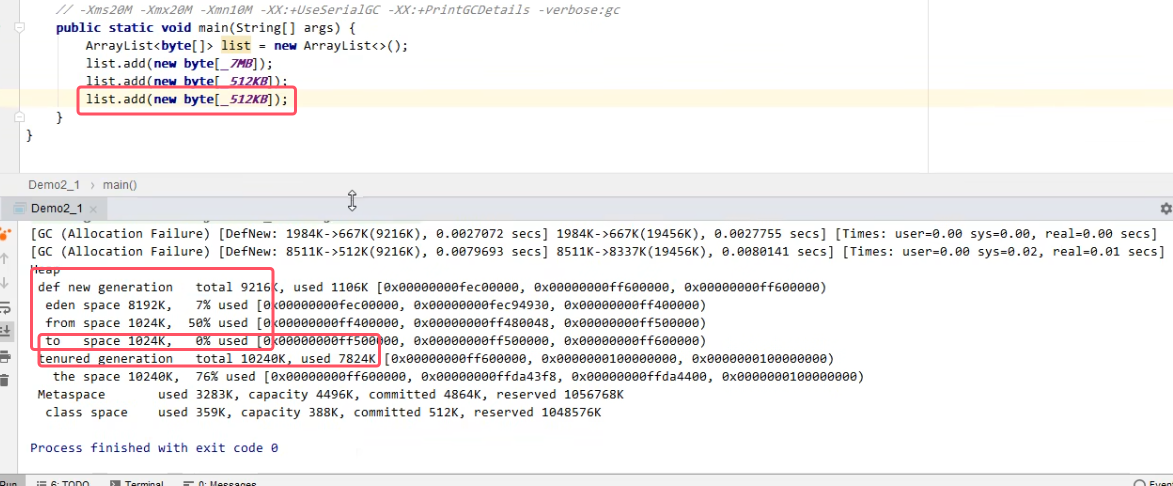 // -Xms20M -Xmx20M -Xmn10M -XX:+UseSerialGC -XX:+PrintGCDetails -verbose:gc
public static void main(String[] args) {
ArrayList<byte[]> list = new ArrayList<>();
list.add(new byte[_7MB]);
list.add(new byte[_512KB]);
list.add(new byte[_512KB]);
}
}
Demo2_1 › main()
Demo2_1 ×
[GC (Allocation Failure) [DefNew: 1984K->667K(9216K), 0.0027072 secs] 1984K->667K(19456K), 0.0027755 secs] [Times: user=0.00 sys=0.00, real=0.00 secs]
[GC (Allocation Failure) [DefNew: 8511K->512K(9216K), 0.0079693 secs] 8511K->8337K(19456K), 0.0080141 secs] [Times: user=0.00 sys=0.02, real=0.01 secs]
Heap
def new generation total 9216K, used 1106K [0x00000000fec00000, 0x00000000ff600000, 0x00000000ff600000)
eden space 8192K, 7% used [0x00000000fec00000, 0x00000000fec94930, 0x00000000ff400000)
from space 1024K, 50% used [0x00000000ff400000, 0x00000000ff480048, 0x00000000ff500000)
to space 1024K, 0% used [0x00000000ff500000, 0x00000000ff500000, 0x00000000ff600000)
tenured generation total 10240K, used 7824K [0x00000000ff600000, 0x0000000100000000, 0x0000000100000000)
the space 10240K, 76% used [0x00000000ff600000, 0x00000000ffda43f8, 0x00000000ffda4400, 0x0000000100000000)
Metaspace used 3283K, capacity 4496K, committed 4864K, reserved 1056768K
class space used 359K, capacity 388K, committed 512K, reserved 1048576K
Process finished with exit code 0
Run 6: TODO Terminal 0: Messages Even